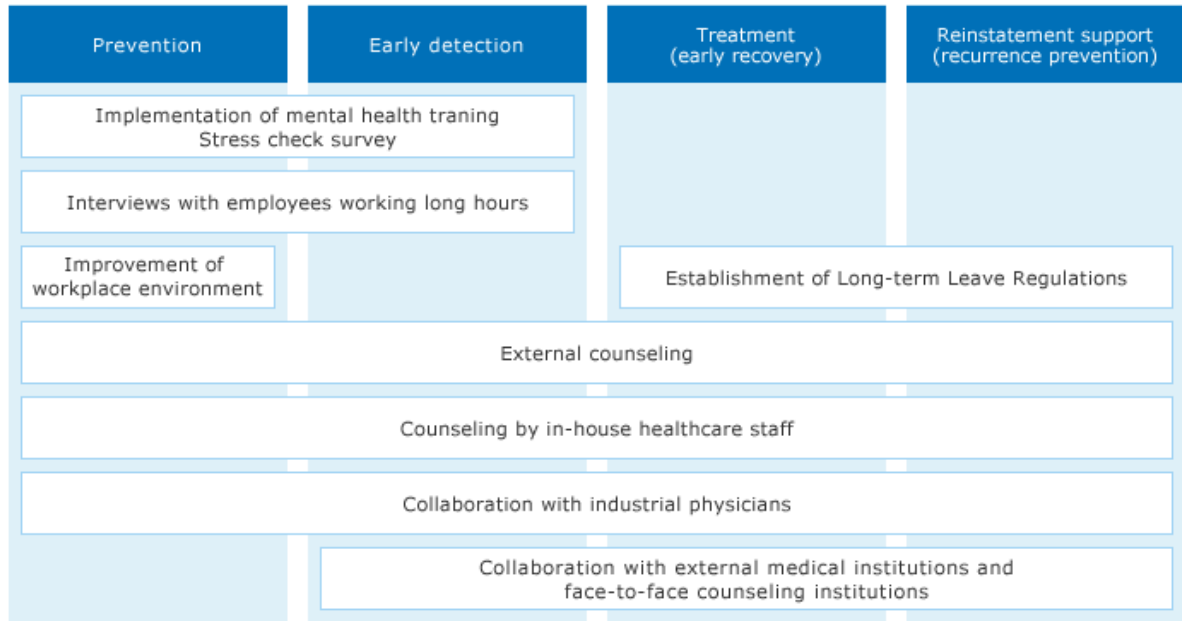 Prevention
Early detection
Treatment
(early recovery)
Reinstatement support
(recurrence prevention)
Implementation of mental health traning
Stress check survey
Interviews with employees working long hours
Improvement of
workplace environment
Establishment of Long-term Leave Regulations
External counseling
Counseling by in-house healthcare staff
Collaboration with industrial physicians
Collaboration with external medical institutions and
face-to-face counseling institutions